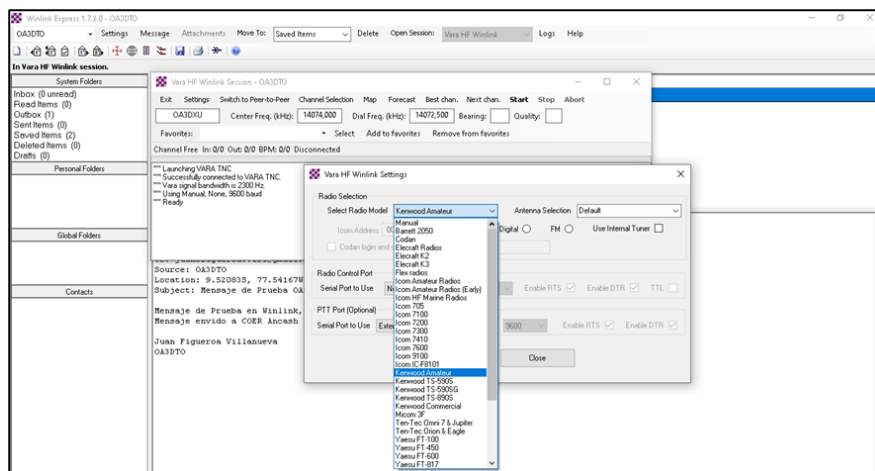 Winlink Express 1.7.2.0 - OA3DTO
OA3DTO Settings Message Attachments Move To: Saved Items Delete Open Session: Vara HF Winlink Logs Help
In Vara HF Winlink session.
System Folders
Inbox (0 unread)
Read Items (0)
Outbox (1)
Sent Items (0)
Saved Items (2)
Deleted Items (0)
Drafts (0)
Personal Folders
Global Folders
Contacts
Vara HF Winlink Session - OA3DTO
Exit Settings Switch to Peer-to-Peer Channel Selection Map Forecast Best chan. Next chan. Start Stop Abort
OA3DXU Center Freq. (kHz): 14074,000 Dial Freq. (kHz): 14072,500 Bearing: Quality:
Favorites: Select Add to favorites Remove from favorites
Channel Free In: 0/0 Out: 0/0 BPM: 0/0 Disconnected
*** Launching VARA TNC
*** Successfully connected to VARA TNC.
*** Vara signal bandwidth is 2300 Hz.
*** Using Manual, None, 9600 baud
*** Ready
Source: OA3DTO
Location: 9.52083S, 77.54167W
Subject: Mensaje de Prueba OA
Mensaje de Prueba en Winlink,
Mensaje envido a COER Ancash
Juan Figueroa Villanueva
OA3DTO
Vara HF Winlink Settings
Radio Selection
Select Radio Model Kenwood Amateur Antenna Selection Default
Icom Address Digital FM Use Internal Tuner
Codan login and
Radio Control Port
Serial Port to Use Enable RTS Enable DTR TTL
PTT Port (Optional)
Serial Port to Use 9600 Enable RTS Enable DTR
Close
Manual
Barrett 2050
Codan
Elecraft Radios
Elecraft K2
Elecraft K3
Flex radios
Icom Amateur Radios
Icom Amateur Radios (Early)
Icom HF Marine Radios
Icom 705
Icom 7100
Icom 7200
Icom 7300
Icom 7410
Icom 7600
Icom 9100
Icom IC-F8101
Kenwood Amateur
Kenwood TS-590S
Kenwood TS-590SG
Kenwood TS-890S
Kenwood Commercial
Micom 3F
Ten-Tec Omni 7 & Jupiter
Ten-Tec Orion & Eagle
Yaesu FT-100
Yaesu FT-450
Yaesu FT-600
Yaesu FT-817